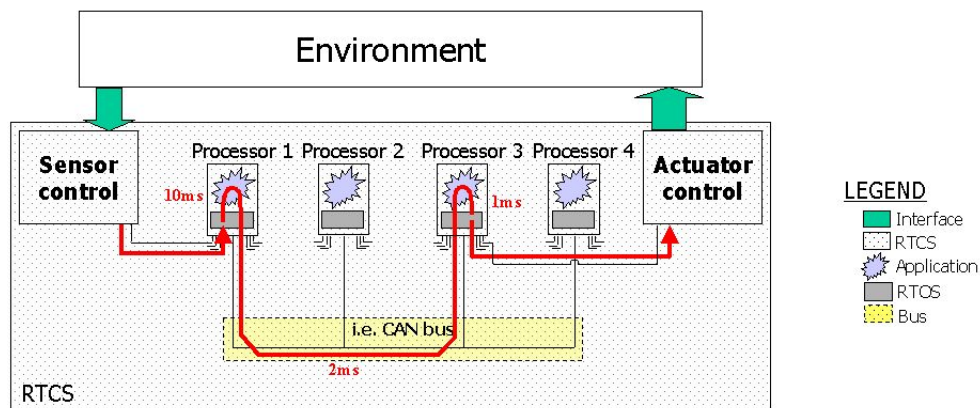 Environment
Sensor
control
Processor 1
Processor 2
Processor 3
Processor 4
Actuator
control
10ms
1ms
i.e. CAN bus
2ms
RTCS
LEGEND
Interface
RTCS
Application
RTOS
Bus